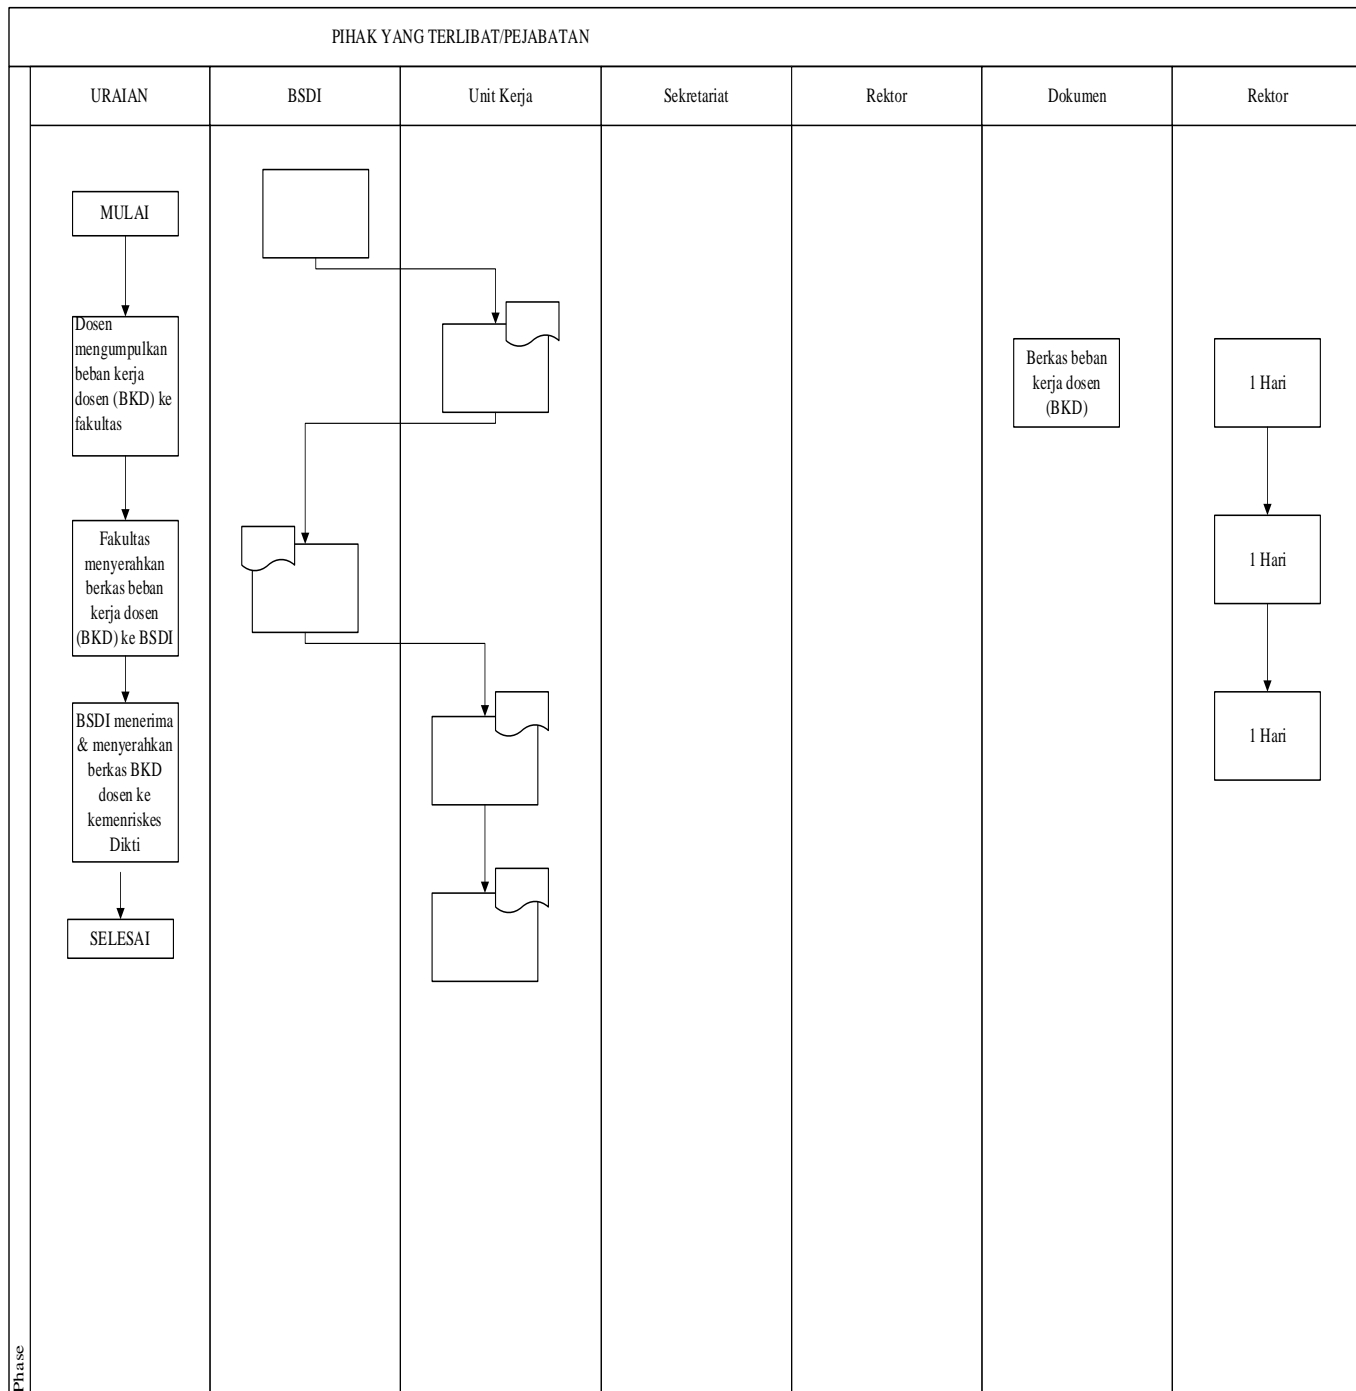 PIHAK YANG TERLIBAT/PEJABATAN
URAIAN
BSDI
Unit Kerja
Sekretariat
Rektor
Dokumen
Rektor
MULAI
Dosen
mengumpulkan
beban kerja
dosen (BKD) ke
fakultas
Fakultas
menyerahkan
berkas beban
kerja dosen
(BKD) ke BSDI
BSDI menerima
& menyerahkan
berkas BKD
dosen ke
kemenriskes
Dikti
SELESAI
Berkas beban
kerja dosen
(BKD)
1 Hari
1 Hari
1 Hari
Phase